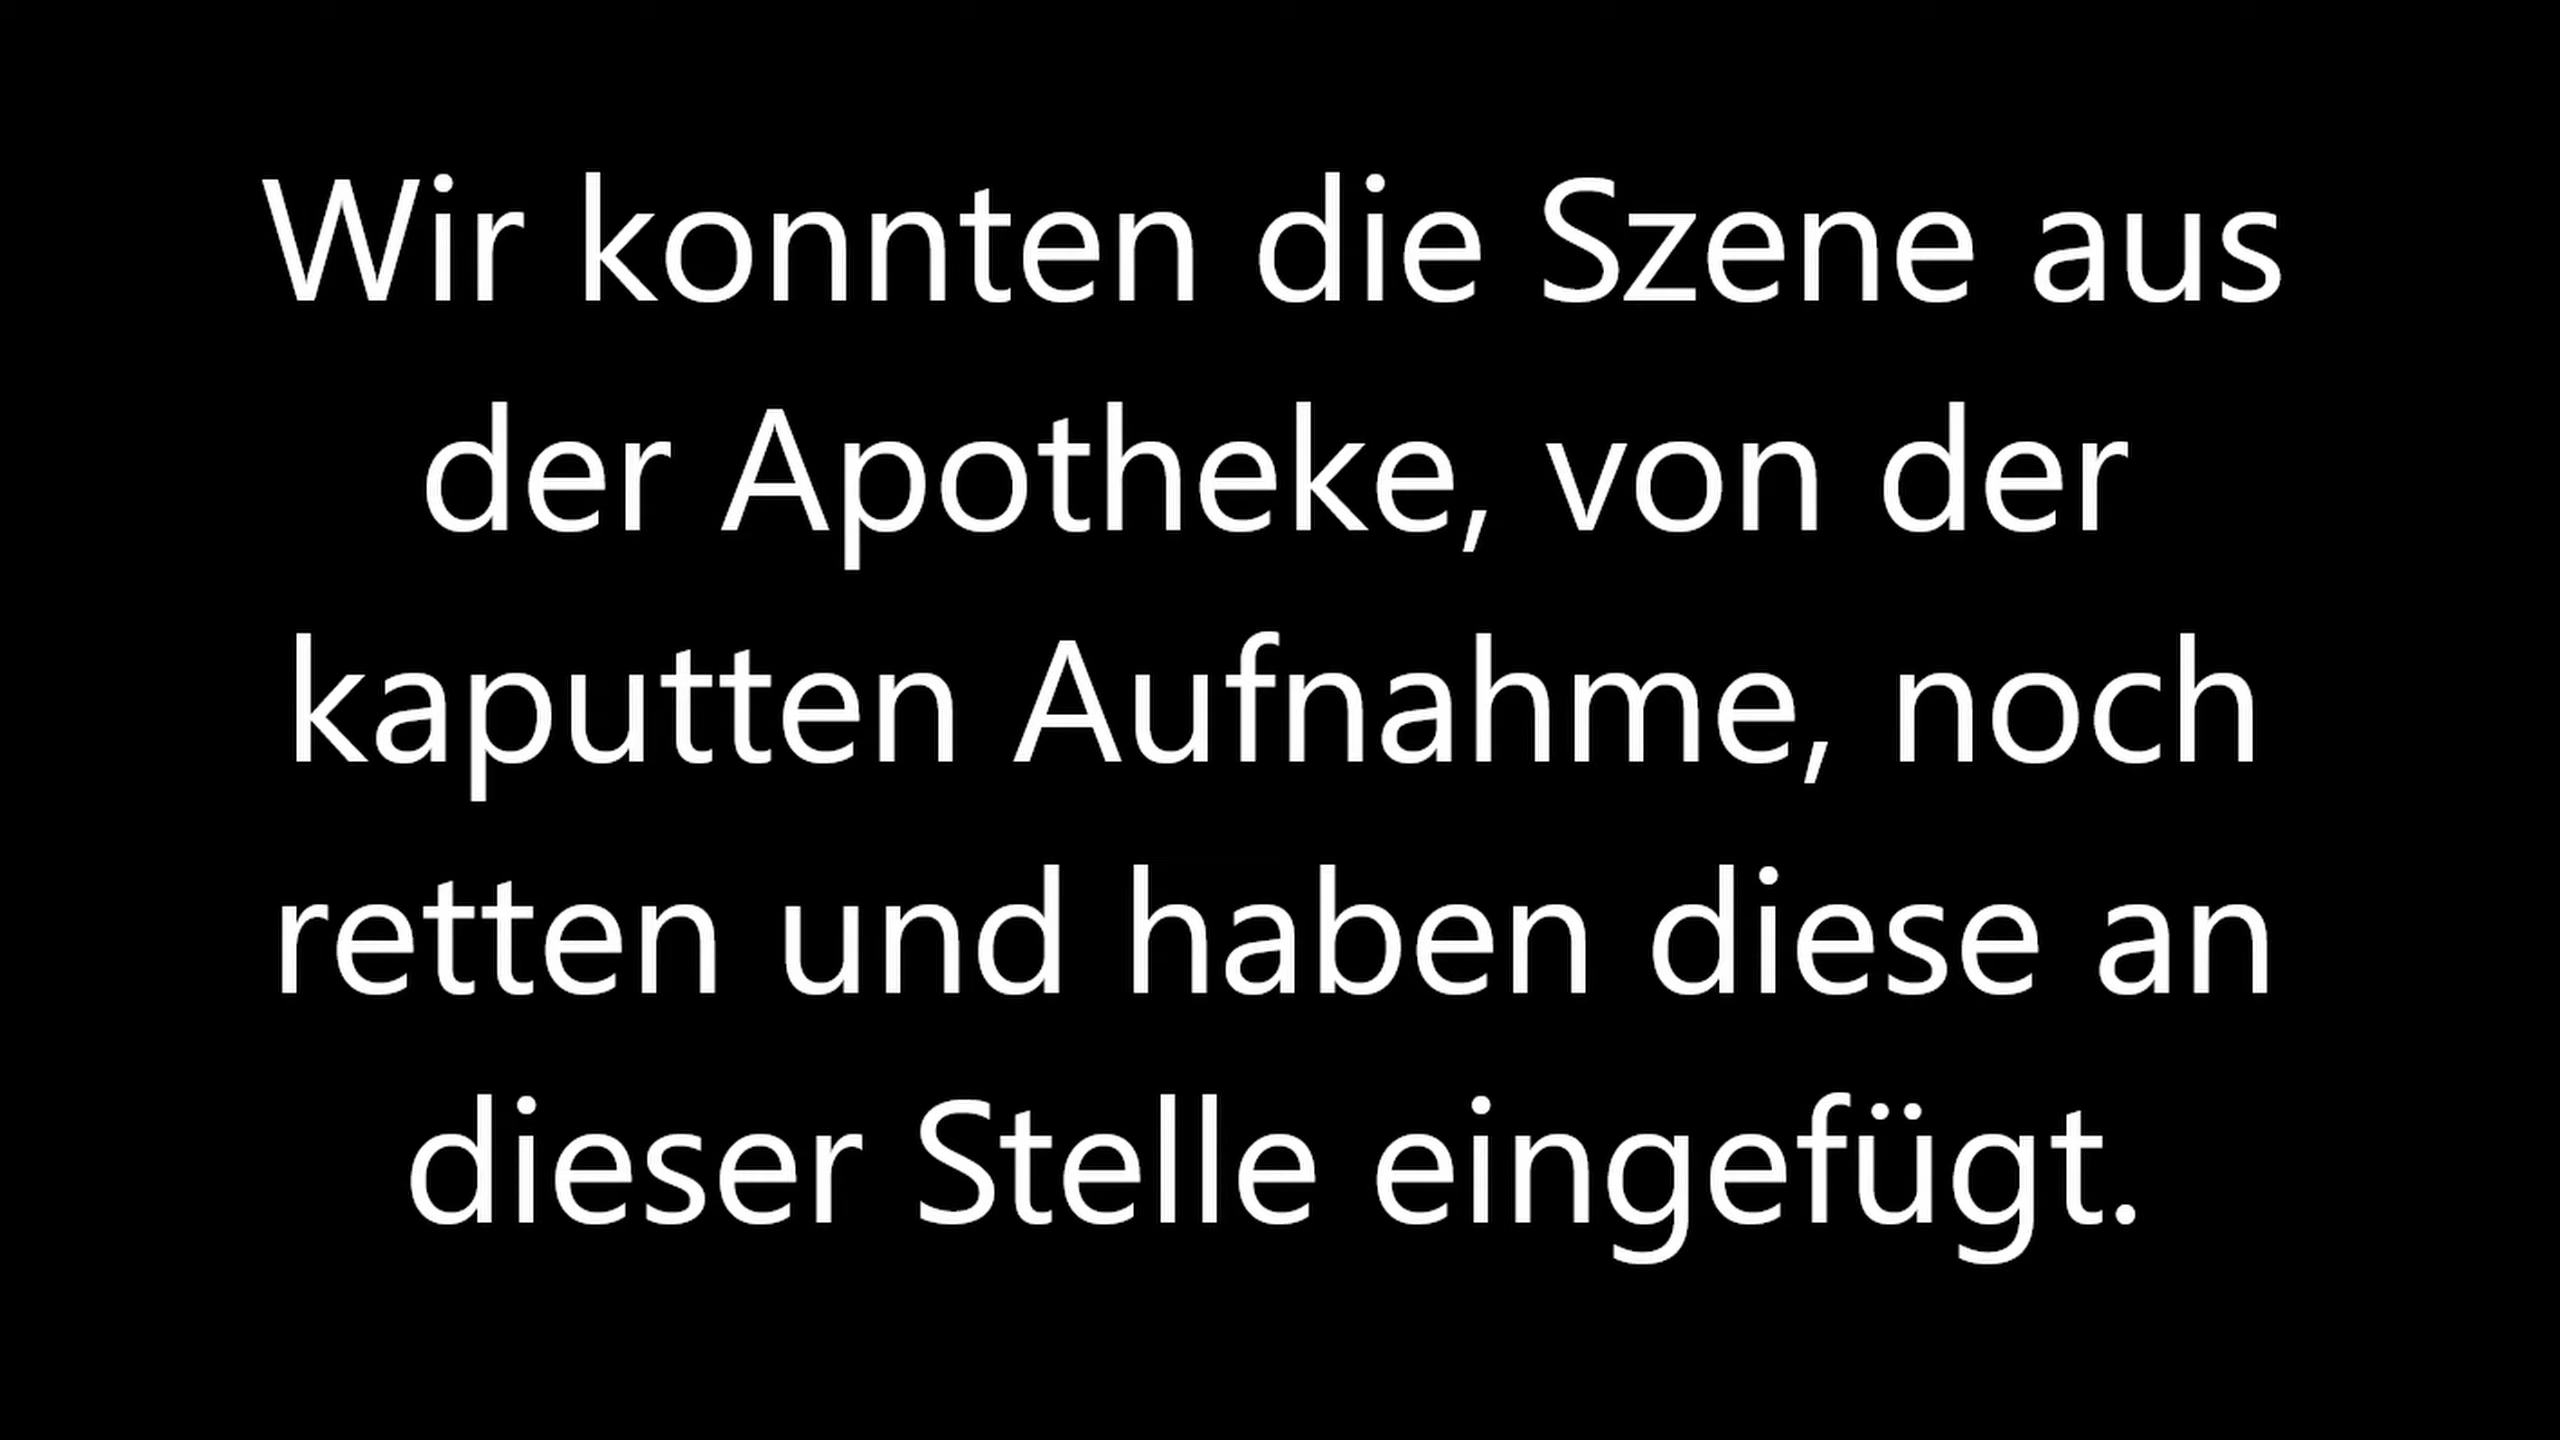 Wir konnten die Szene aus
der Apotheke, von der
kaputten Aufnahme, noch
retten und haben diese an
dieser Stelle eingefügt.